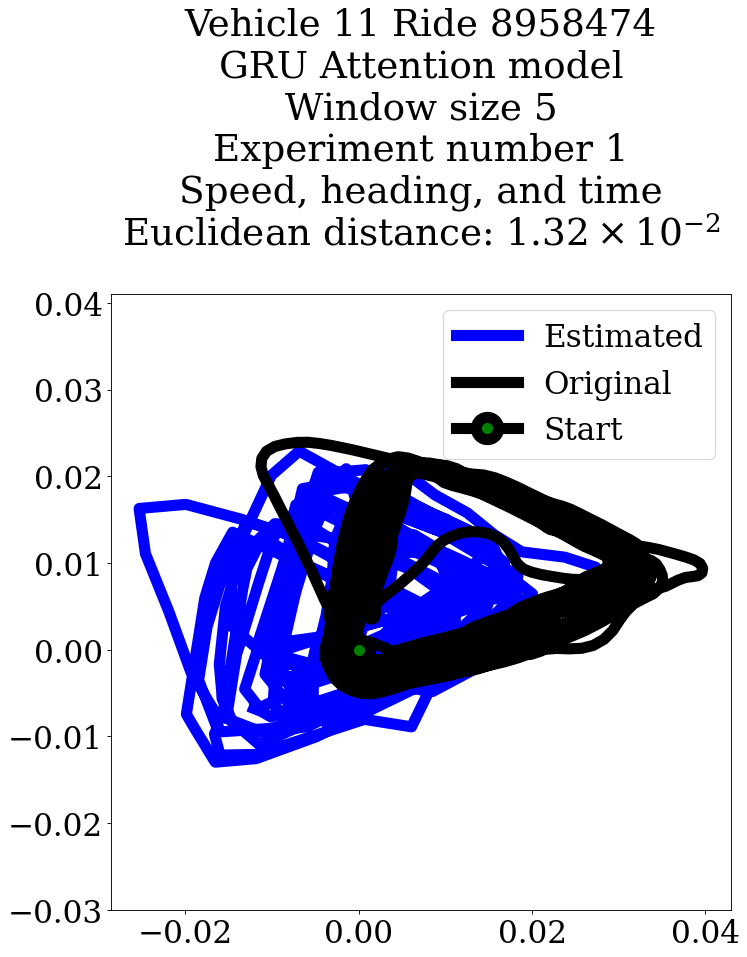 Vehicle 11 Ride 8958474
GRU Attention model
Window size 5
Experiment number 1
Speed, heading, and time
Euclidean distance: 1.32 × 10⁻²
0.04
0.03
0.02
0.01
0.00
−0.01
−0.02
−0.03
Estimated
Original
Start
−0.02 0.00 0.02 0.04